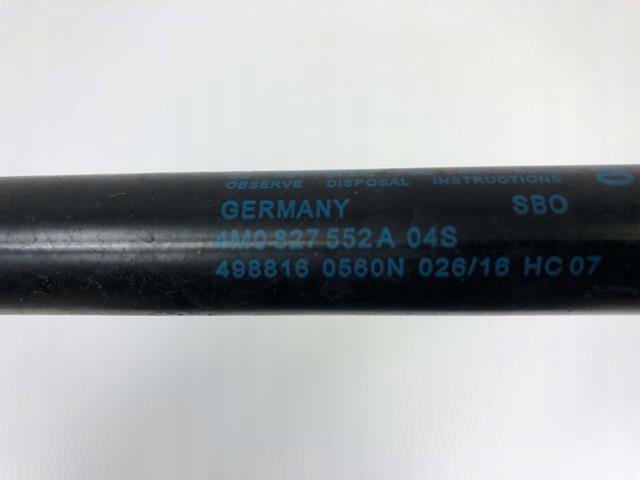 OBSERVE DISPOSAL INSTRUCTIONS
GERMANY SBO
4M0 827 552 A 04S
498816 0560N 026/16 HC 07